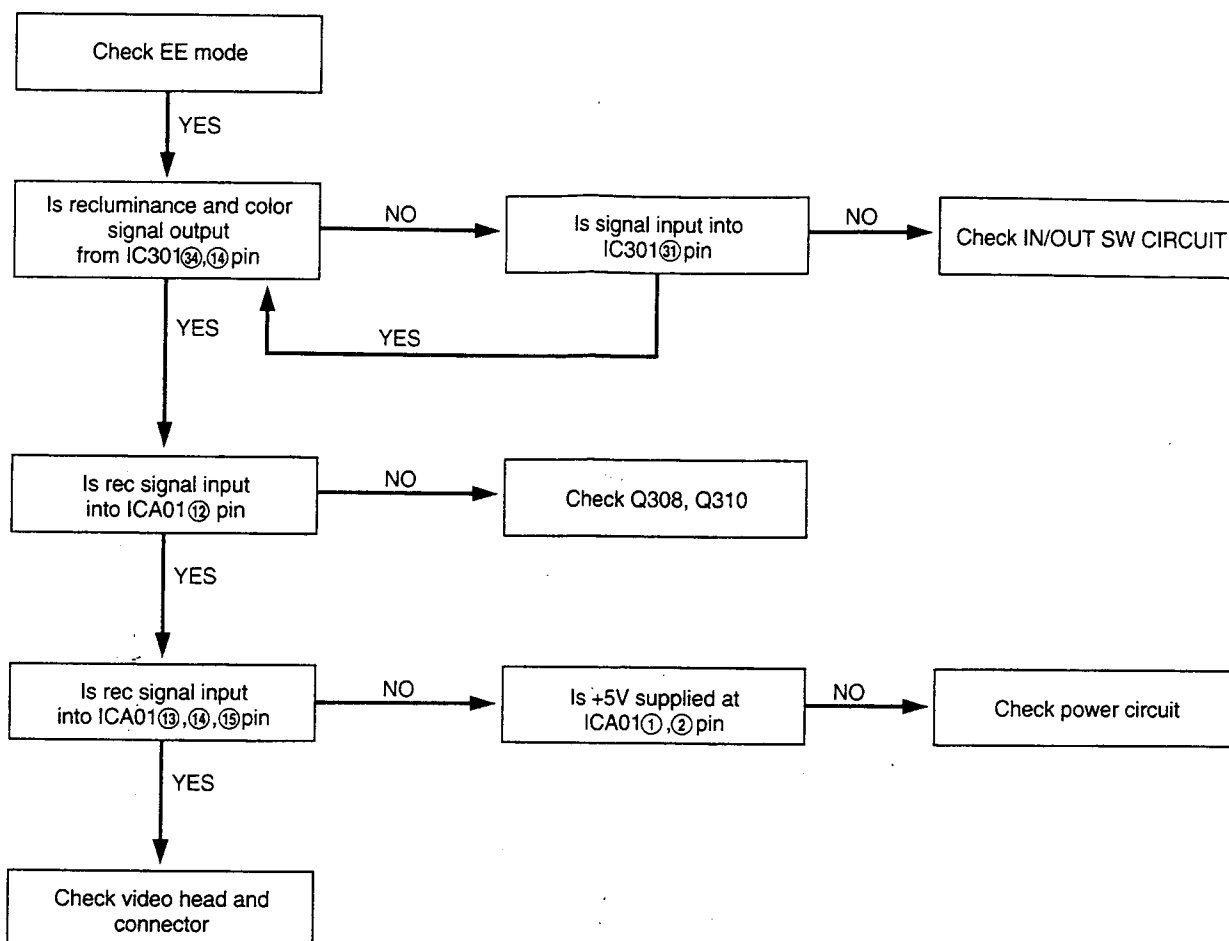 Check EE mode
YES
Is recluminance and color
signal output
from IC301㉞,⑭pin
NO
Is signal input into
IC301㉛pin
NO
Check IN/OUT SW CIRCUIT
YES
YES
Is rec signal input
into ICA01⑫ pin
NO
Check Q308, Q310
YES
Is rec signal input
into ICA01⑬,⑭,⑮pin
NO
Is +5V supplied at
ICA01①,②pin
NO
Check power circuit
YES
Check video head and
connector